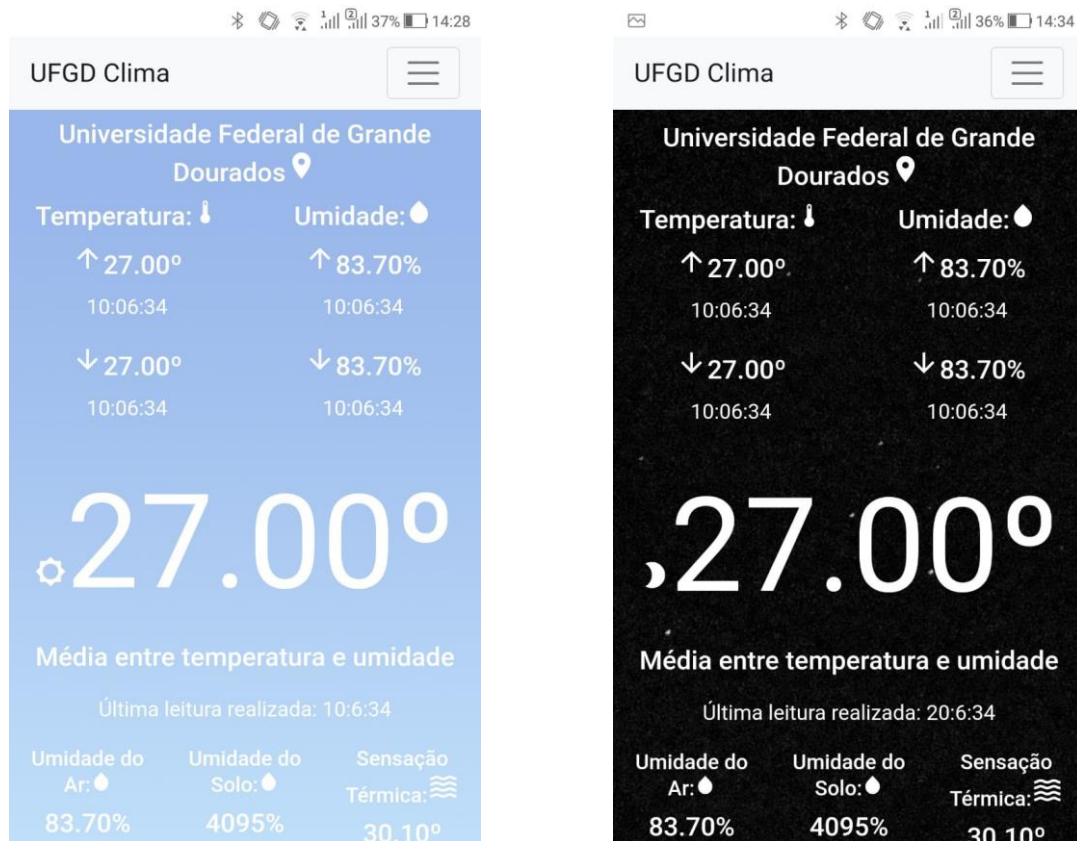 37% 14:28
UFGD Clima
Universidade Federal de Grande
Dourados
Temperatura: Umidade:
27.00º 83.70%
10:06:34 10:06:34
27.00º 83.70%
10:06:34 10:06:34
27.00º
Média entre temperatura e umidade
Última leitura realizada: 10:6:34
Umidade do Umidade do Sensação
Ar: Solo: Térmica:
83.70% 4095% 30.10º
1 2 36% 14:34
UFGD Clima
Universidade Federal de Grande
Dourados
Temperatura: Umidade:
27.00º 83.70%
10:06:34 10:06:34
27.00º 83.70%
10:06:34 10:06:34
27.00º
Média entre temperatura e umidade
Última leitura realizada: 20:6:34
Umidade do Umidade do Sensação
Ar: Solo: Térmica:
83.70% 4095% 30.10º